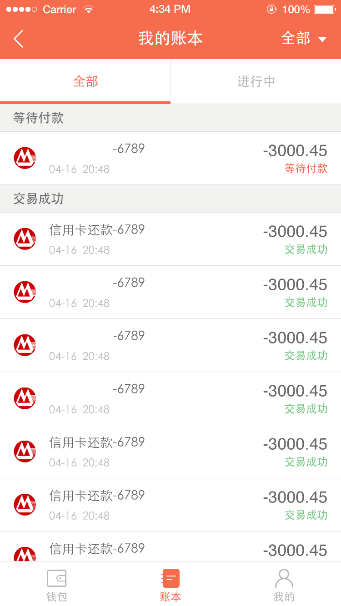 Carrier 4:34 PM 100%
我的账本 全部
全部 进行中
等待付款
-6789 -3000.45
04-16 20:48 等待付款
交易成功
信用卡还款-6789 -3000.45
04-16 20:48 交易成功
-6789 -3000.45
04-16 20:48 交易成功
-6789 -3000.45
04-16 20:48 交易成功
-6789 -3000.45
04-16 20:48 交易成功
信用卡还款-6789 -3000.45
04-16 20:48 交易成功
信用卡还款-6789 -3000.45
04-16 20:48 交易成功
信用卡还款-6789 -3000.45
钱包 账本 我的